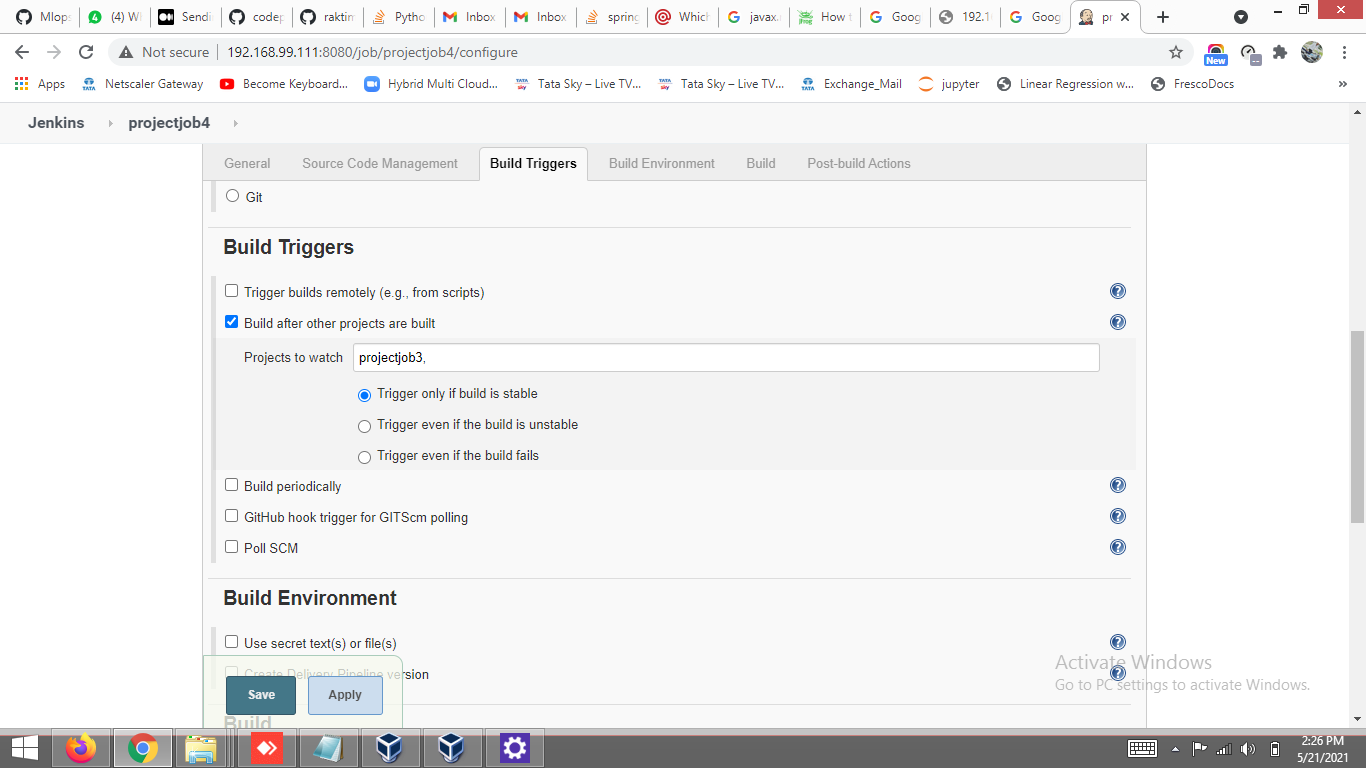 Mlops
(4) W
Sendi
codep
raktim
Pytho
Inbox
Inbox
spring
Which
javax.
How t
Goog
192.1
Goog
pr
Not secure 192.168.99.111:8080/job/projectjob4/configure
New
Apps Netscaler Gateway Become Keyboard... Hybrid Multi Cloud... Tata Sky – Live TV... Tata Sky – Live TV... Exchange_Mail jupyter Linear Regression w... FrescoDocs »
Jenkins projectjob4
General Source Code Management Build Triggers Build Environment Build Post-build Actions
Git
Build Triggers
Trigger builds remotely (e.g., from scripts)
Build after other projects are built
Projects to watch projectjob3,
Trigger only if build is stable
Trigger even if the build is unstable
Trigger even if the build fails
Build periodically
GitHub hook trigger for GITScm polling
Poll SCM
Build Environment
Use secret text(s) or file(s)
Create Delivery Pipeline version
Save Apply
Build
Activate Windows
Go to PC settings to activate Windows.
2:26 PM
5/21/2021